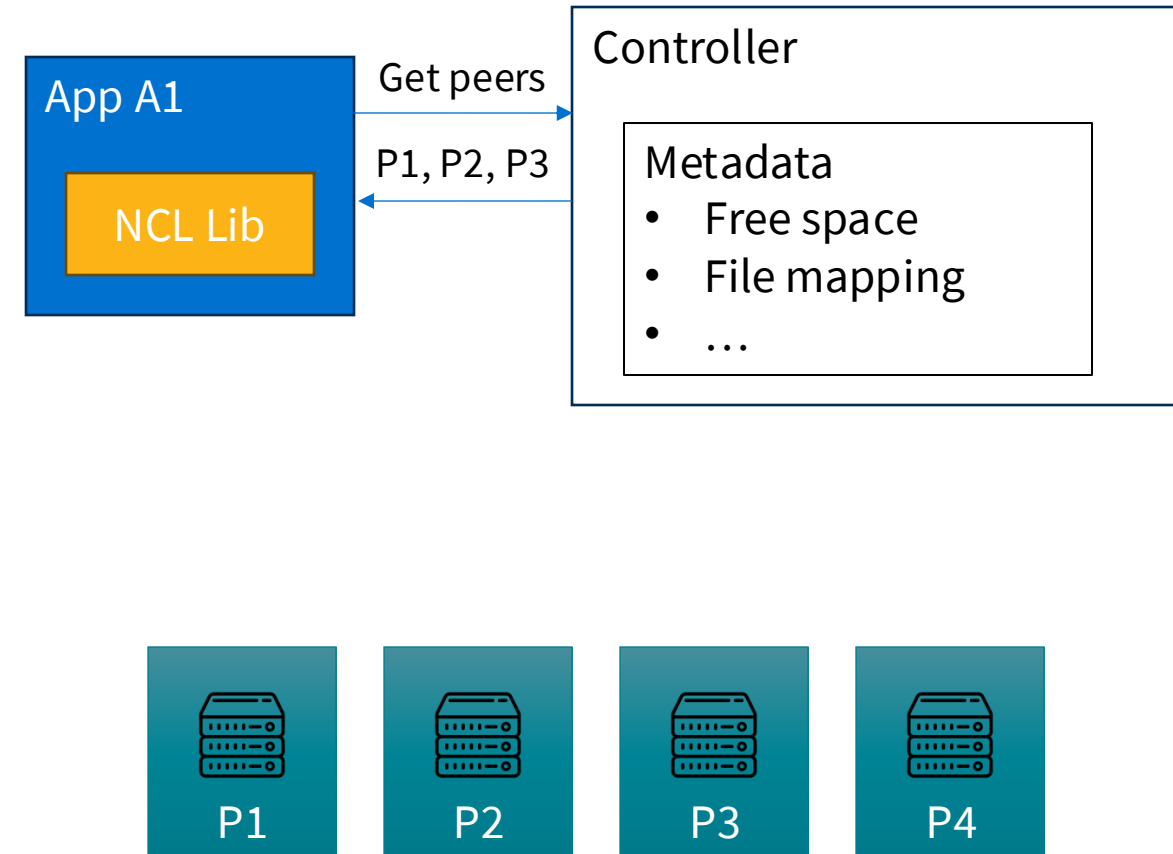 App A1
NCL Lib
Get peers
P1, P2, P3
Controller
Metadata
• Free space
• File mapping
• …
P1
P2
P3
P4